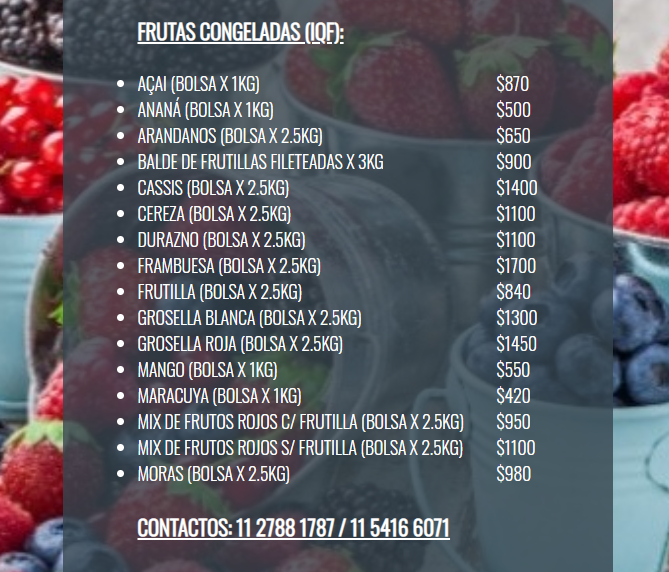 FRUTAS CONGELADAS (IQF):
AÇAI (BOLSA X 1KG) $870
ANANÁ (BOLSA X 1KG) $500
ARANDANOS (BOLSA X 2.5KG) $650
BALDE DE FRUTILLAS FILETEADAS X 3KG $900
CASSIS (BOLSA X 2.5KG) $1400
CEREZA (BOLSA X 2.5KG) $1100
DURAZNO (BOLSA X 2.5KG) $1100
FRAMBUESA (BOLSA X 2.5KG) $1700
FRUTILLA (BOLSA X 2.5KG) $840
GROSELLA BLANCA (BOLSA X 2.5KG) $1300
GROSELLA ROJA (BOLSA X 2.5KG) $1450
MANGO (BOLSA X 1KG) $550
MARACUYA (BOLSA X 1KG) $420
MIX DE FRUTOS ROJOS C/ FRUTILLA (BOLSA X 2.5KG) $950
MIX DE FRUTOS ROJOS S/ FRUTILLA (BOLSA X 2.5KG) $1100
MORAS (BOLSA X 2.5KG) $980
CONTACTOS: 11 2788 1787 / 11 5416 6071